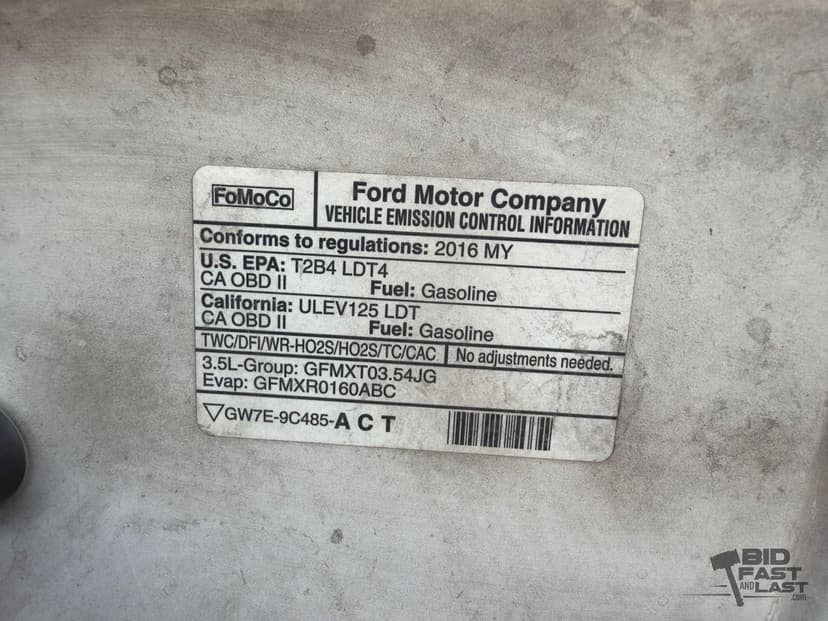 FoMoCo
Ford Motor Company
VEHICLE EMISSION CONTROL INFORMATION
Conforms to regulations: 2016 MY
U.S. EPA: T2B4 LDT4
CA OBD II Fuel: Gasoline
California: ULEV125 LDT
CA OBD II Fuel: Gasoline
TWC/DFI/WR-HO2S/HO2S/TC/CAC No adjustments needed.
3.5L-Group: GFMXT03.54JG
Evap: GFMXR0160ABC
GW7E-9C485-A C T
BID
FAST
AND LAST
.com